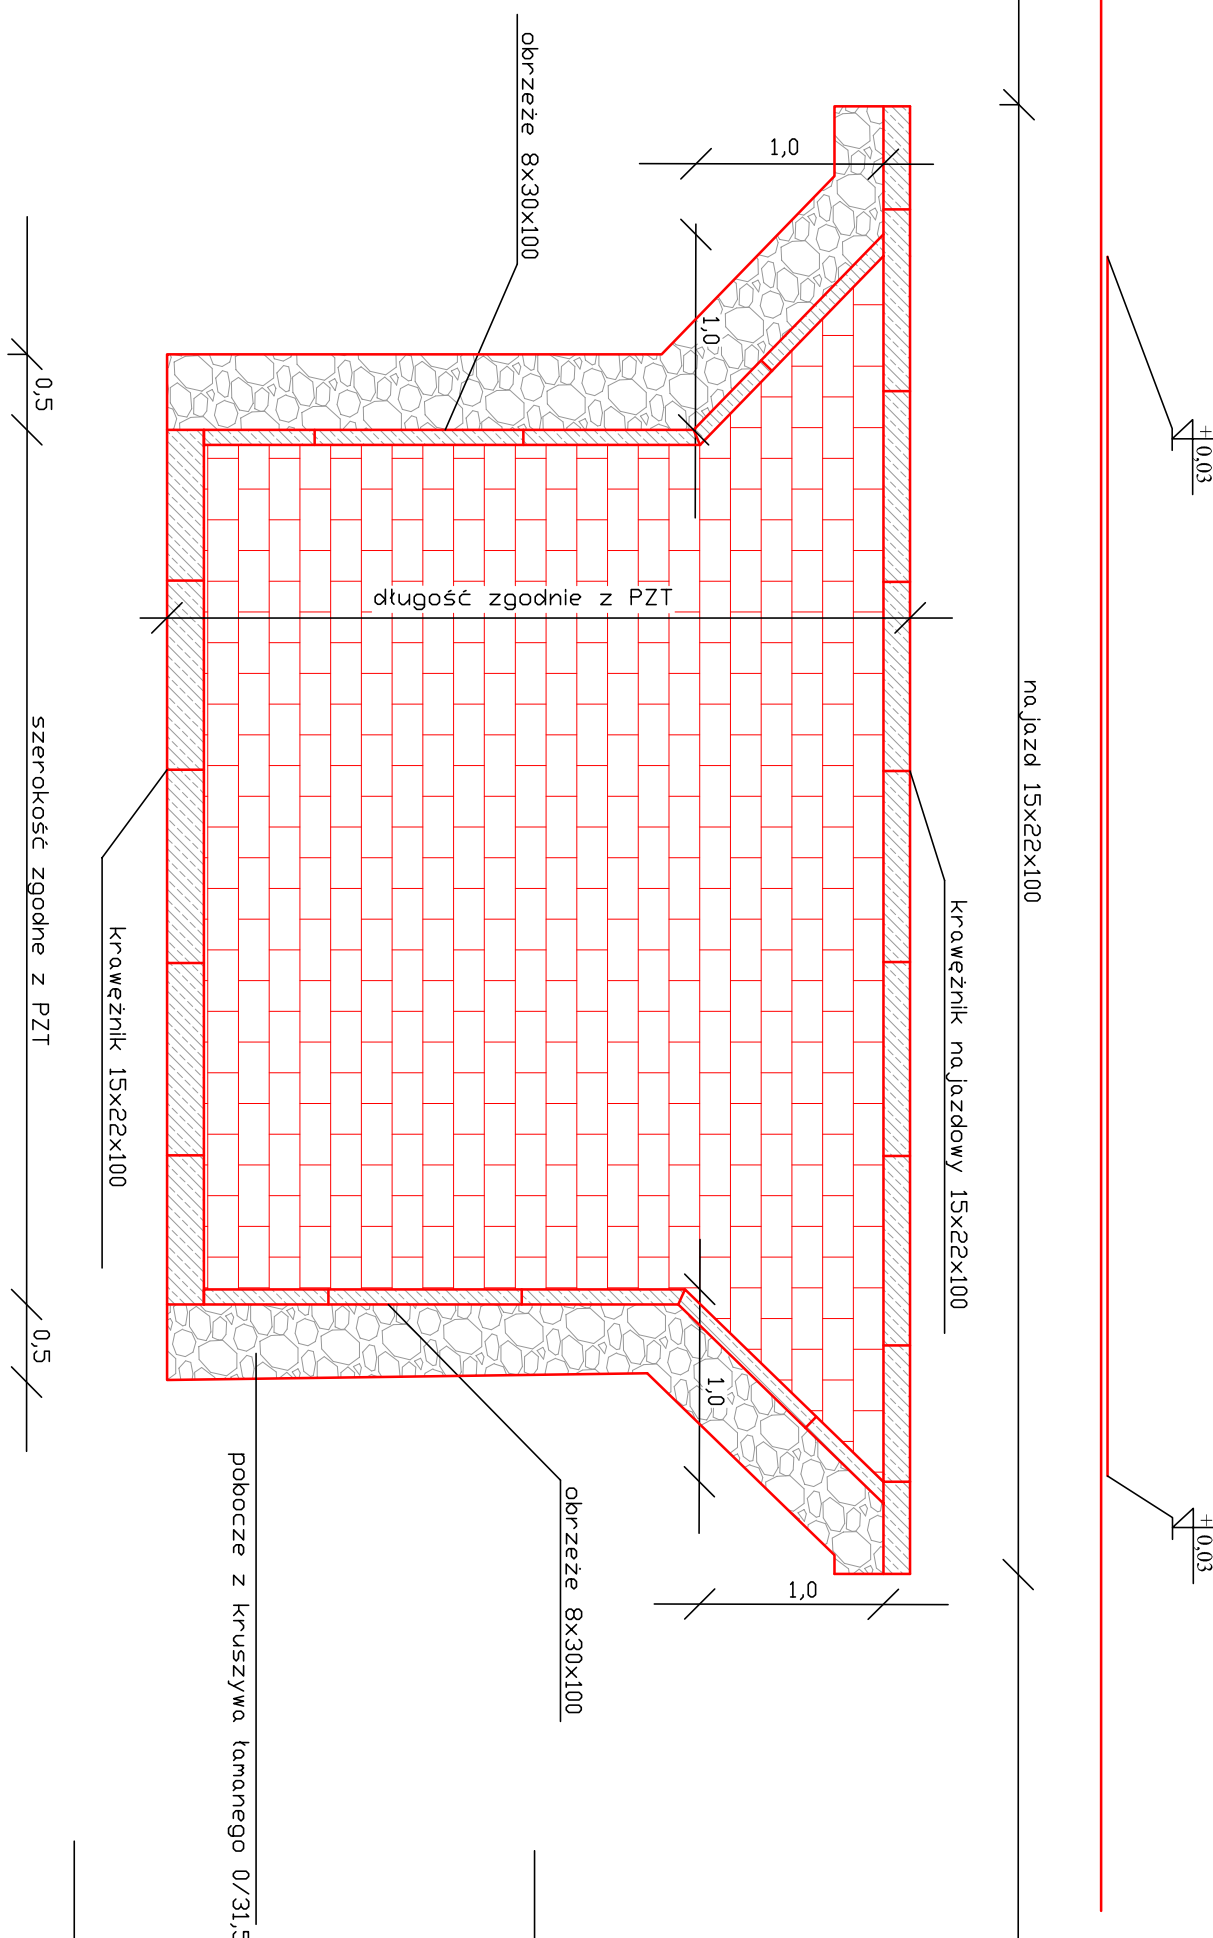 +0,03
+0,03
najazd 15x22x100
krawężnik najazdowy 15x22x100
1,0
1,0
1,0
1,0
długość zgodnie z PZT
obrzeże 8x30x100
obrzeże 8x30x100
pobocze z kruszywa łamanego 0/31,5
krawężnik 15x22x100
0,5
szerokość zgodne z PZT
0,5